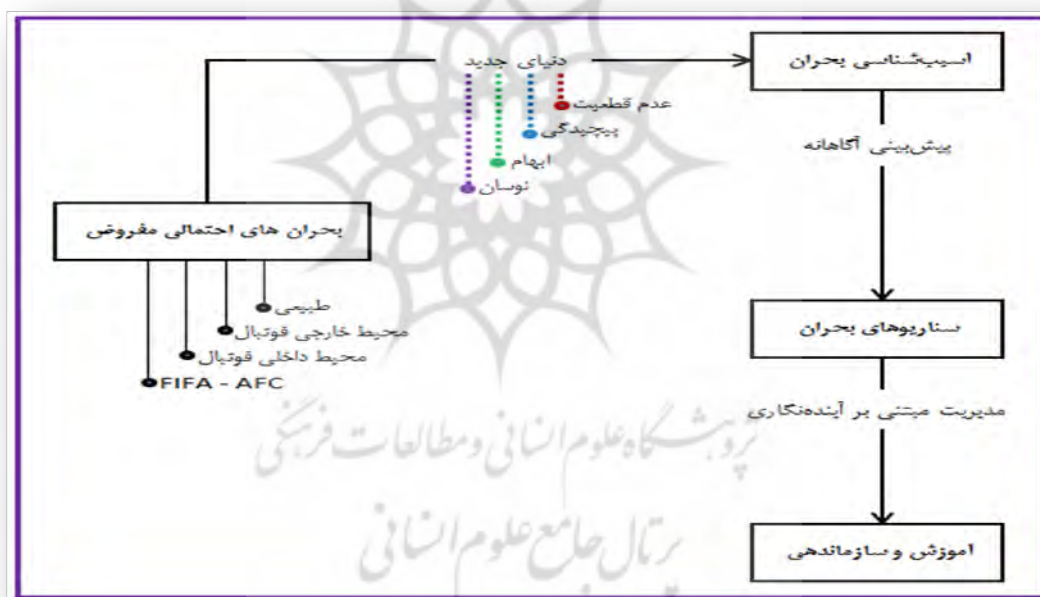 دنیای جدید
عدم قطعیت
پیچیدگی
ابهام
نوسان
آسیب‌شناسی بحران
پیش‌بینی آگاهانه
بحران های احتمالی مفروض
طبیعی
محیط خارجی فوتبال
محیط داخلی فوتبال
FIFA - AFC
سناریوهای بحران
مدیریت مبتنی بر آینده‌نگاری
آموزش و سازماندهی
پژوهشگاه علوم انسانی و مطالعات فرهنگی
پرتال جامع علوم انسانی